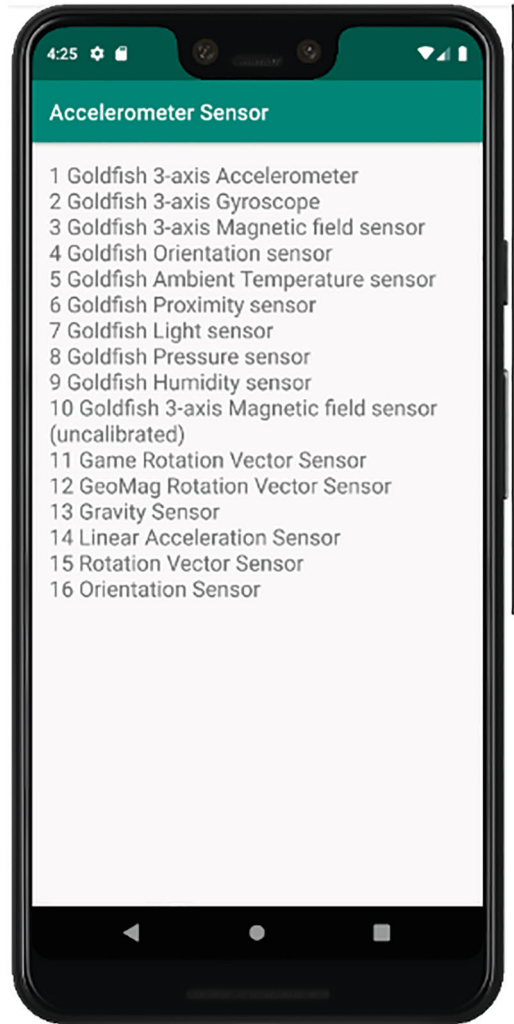 4:25
Accelerometer Sensor
1 Goldfish 3-axis Accelerometer
2 Goldfish 3-axis Gyroscope
3 Goldfish 3-axis Magnetic field sensor
4 Goldfish Orientation sensor
5 Goldfish Ambient Temperature sensor
6 Goldfish Proximity sensor
7 Goldfish Light sensor
8 Goldfish Pressure sensor
9 Goldfish Humidity sensor
10 Goldfish 3-axis Magnetic field sensor
(uncalibrated)
11 Game Rotation Vector Sensor
12 GeoMag Rotation Vector Sensor
13 Gravity Sensor
14 Linear Acceleration Sensor
15 Rotation Vector Sensor
16 Orientation Sensor